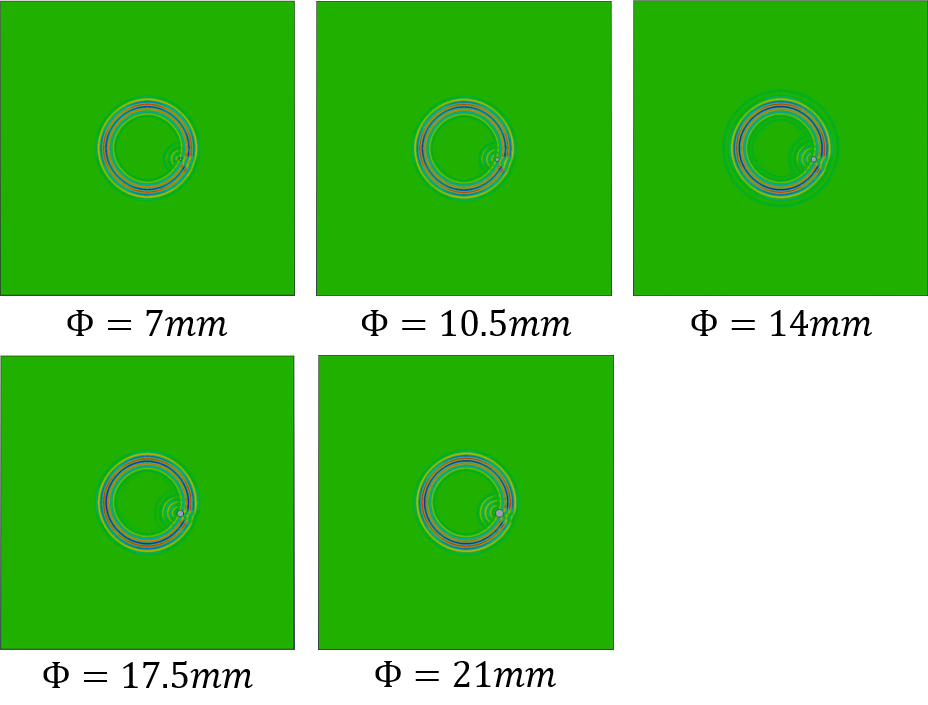 Φ = 7mm
Φ = 10.5mm
Φ = 14mm
Φ = 17.5mm
Φ = 21mm